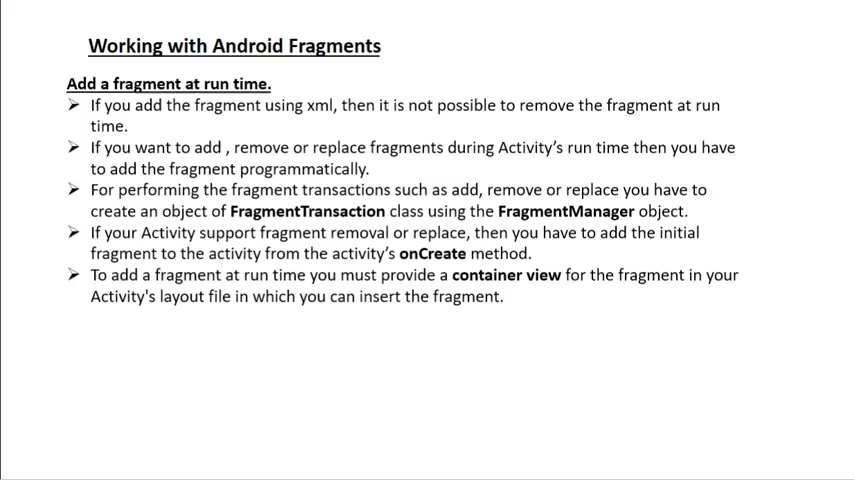 Working with Android Fragments
Add a fragment at run time.
➢ If you add the fragment using xml, then it is not possible to remove the fragment at run
time.
➢ If you want to add , remove or replace fragments during Activity’s run time then you have
to add the fragment programmatically.
➢ For performing the fragment transactions such as add, remove or replace you have to
create an object of FragmentTransaction class using the FragmentManager object.
➢ If your Activity support fragment removal or replace, then you have to add the initial
fragment to the activity from the activity’s onCreate method.
➢ To add a fragment at run time you must provide a container view for the fragment in your
Activity's layout file in which you can insert the fragment.